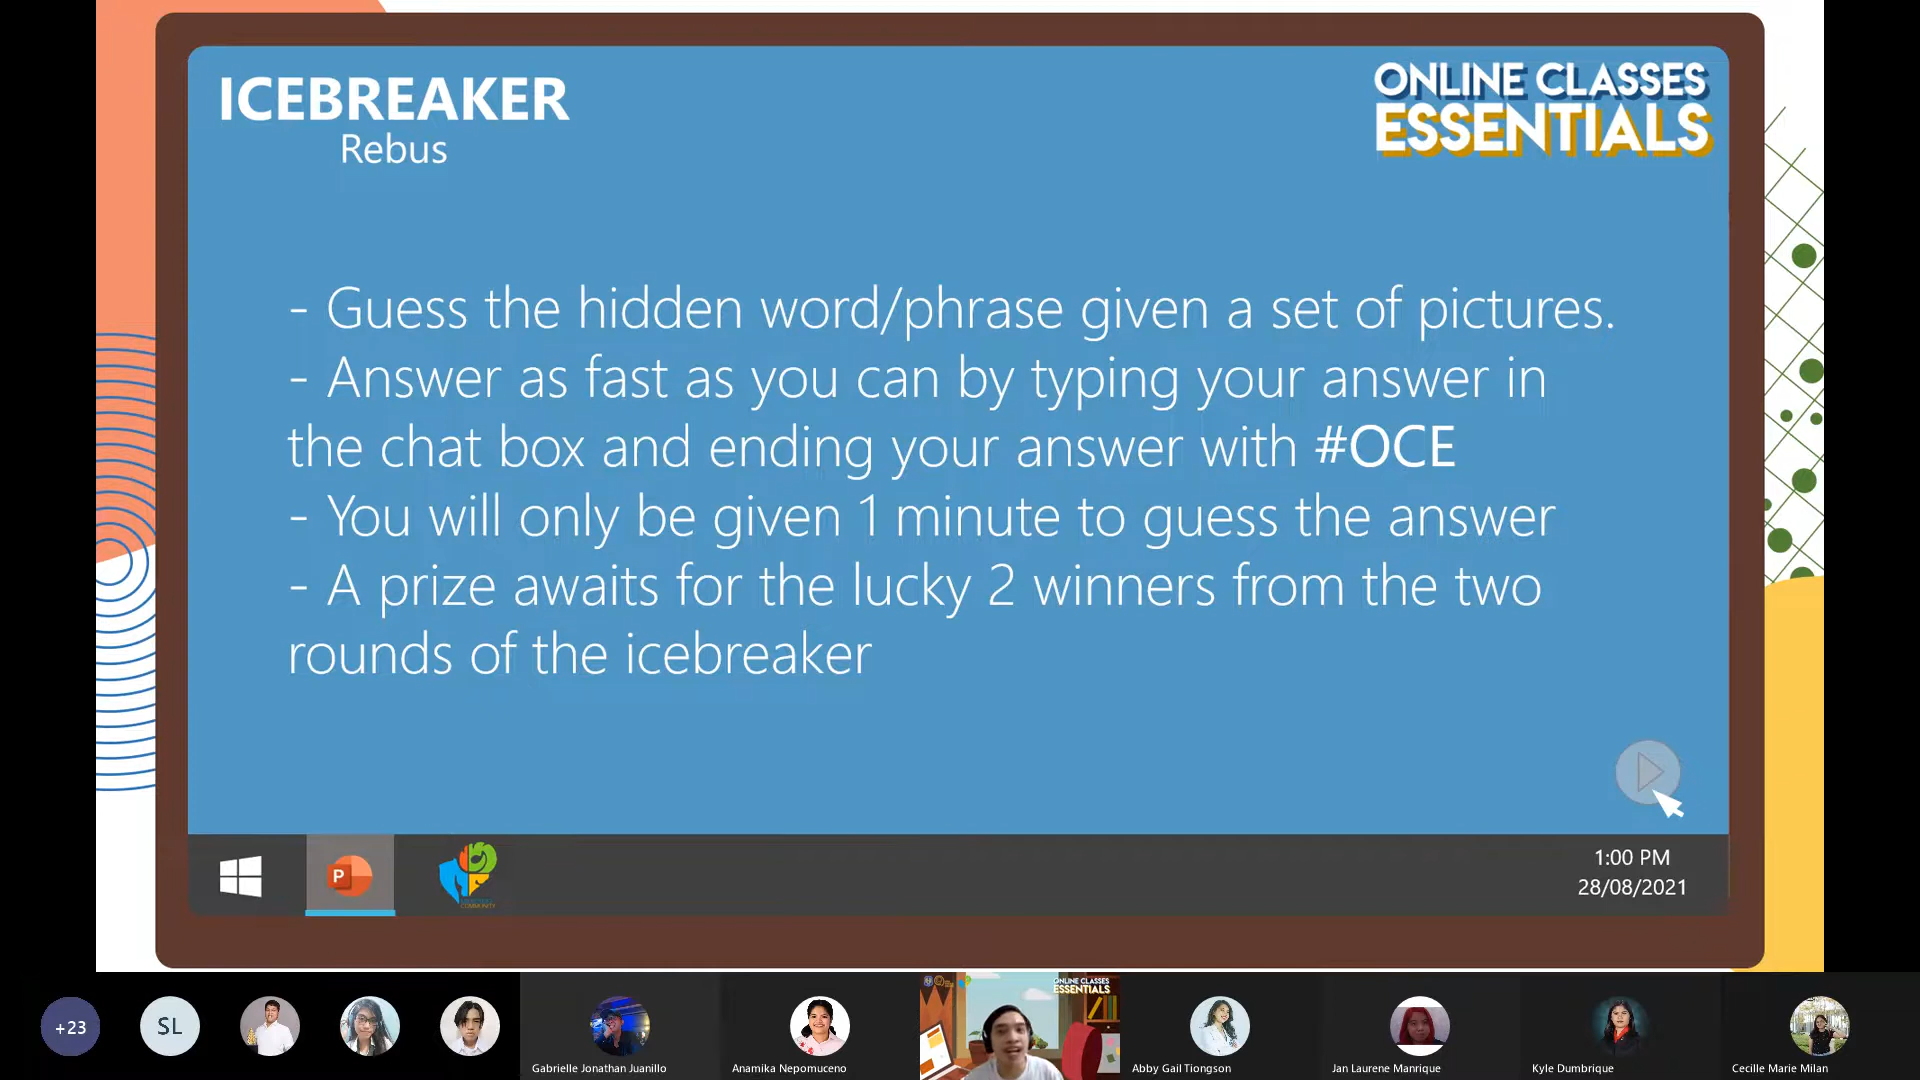 ICEBREAKER
Rebus
ONLINE CLASSES
ESSENTIALS
- Guess the hidden word/phrase given a set of pictures.
- Answer as fast as you can by typing your answer in
the chat box and ending your answer with #OCE
- You will only be given 1 minute to guess the answer
- A prize awaits for the lucky 2 winners from the two
rounds of the icebreaker
P
COMMUNITY
1:00 PM
28/08/2021
+23
SL
Gabrielle Jonathan Juanillo
Anamika Nepomuceno
ONLINE CLASSES
ESSENTIALS
Abby Gail Tiongson
Jan Laurene Manrique
Kyle Dumbrique
Cecille Marie Milan